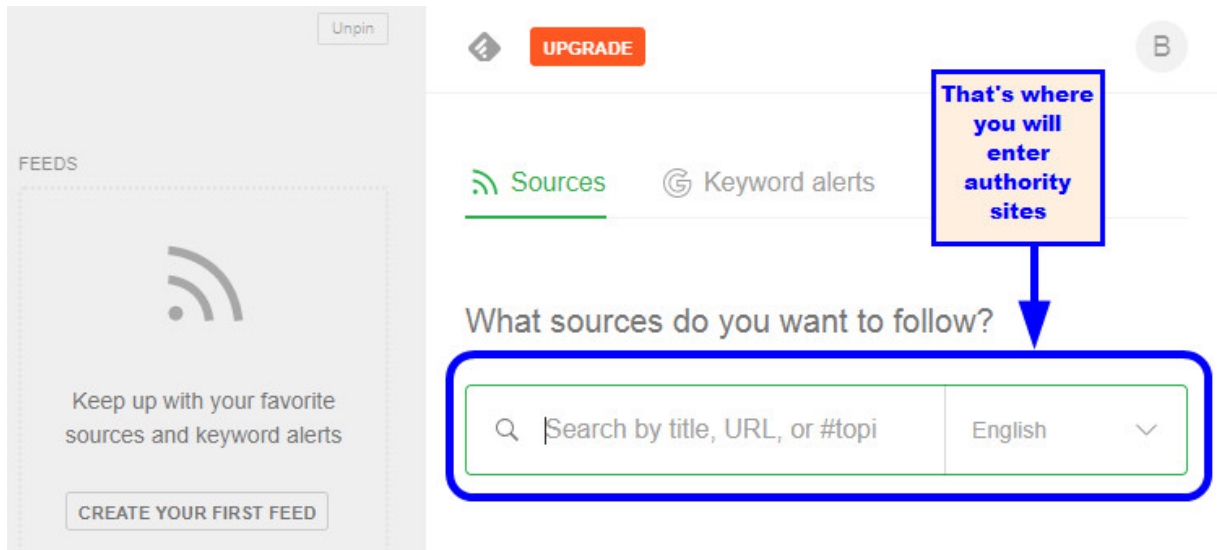 Unpin
FEEDS
Keep up with your favorite
sources and keyword alerts
CREATE YOUR FIRST FEED
UPGRADE
B
Sources
Keyword alerts
That's where
you will
enter
authority
sites
What sources do you want to follow?
Search by title, URL, or #topi
English